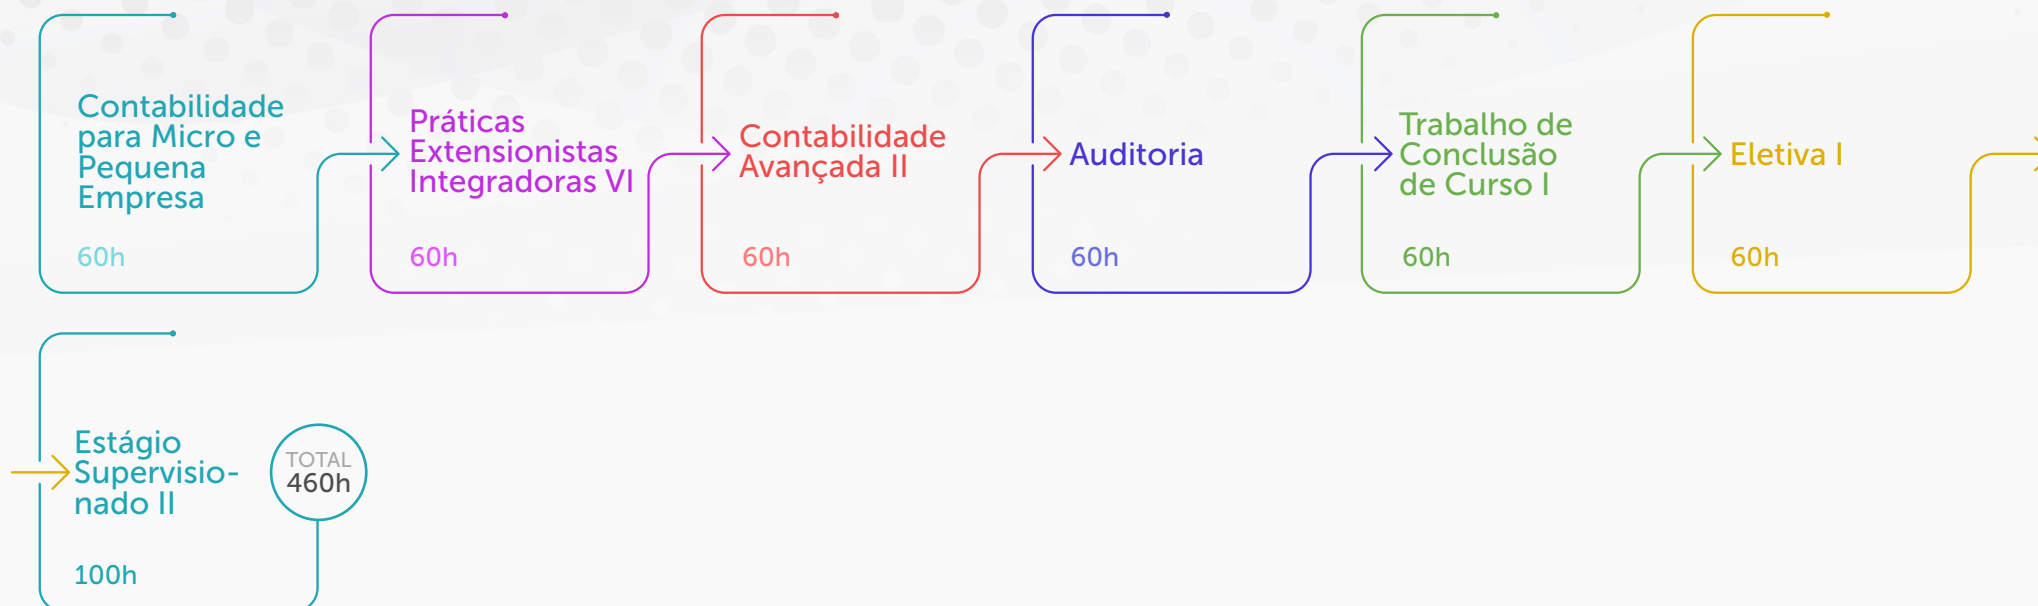 Contabilidade
para Micro e
Pequena
Empresa
60h
Práticas
Extensionistas
Integradoras VI
60h
Contabilidade
Avançada II
60h
Auditoria
60h
Trabalho de
Conclusão
de Curso I
60h
Eletiva I
60h
Estágio
Supervisio-
nado II
100h
TOTAL
460h